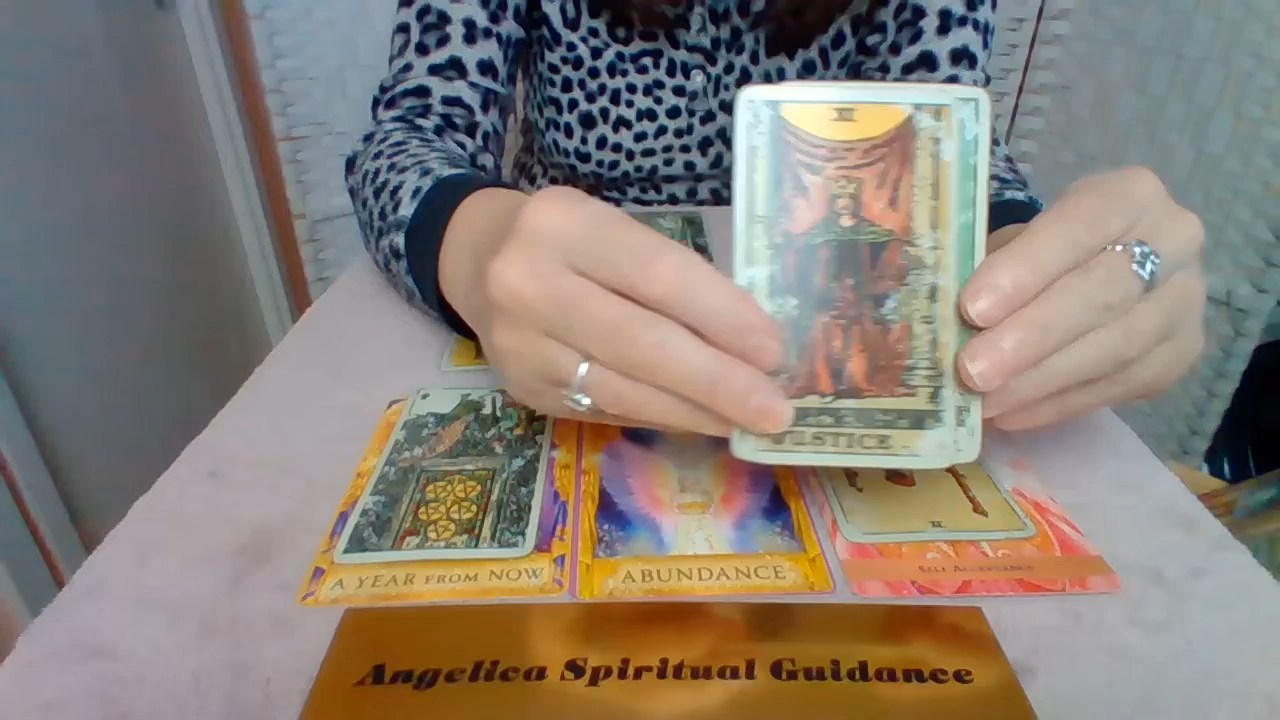 JUSTICE
A YEAR FROM NOW
ABUNDANCE
SELF ACCEPTANCE
Angelica Spiritual Guidance